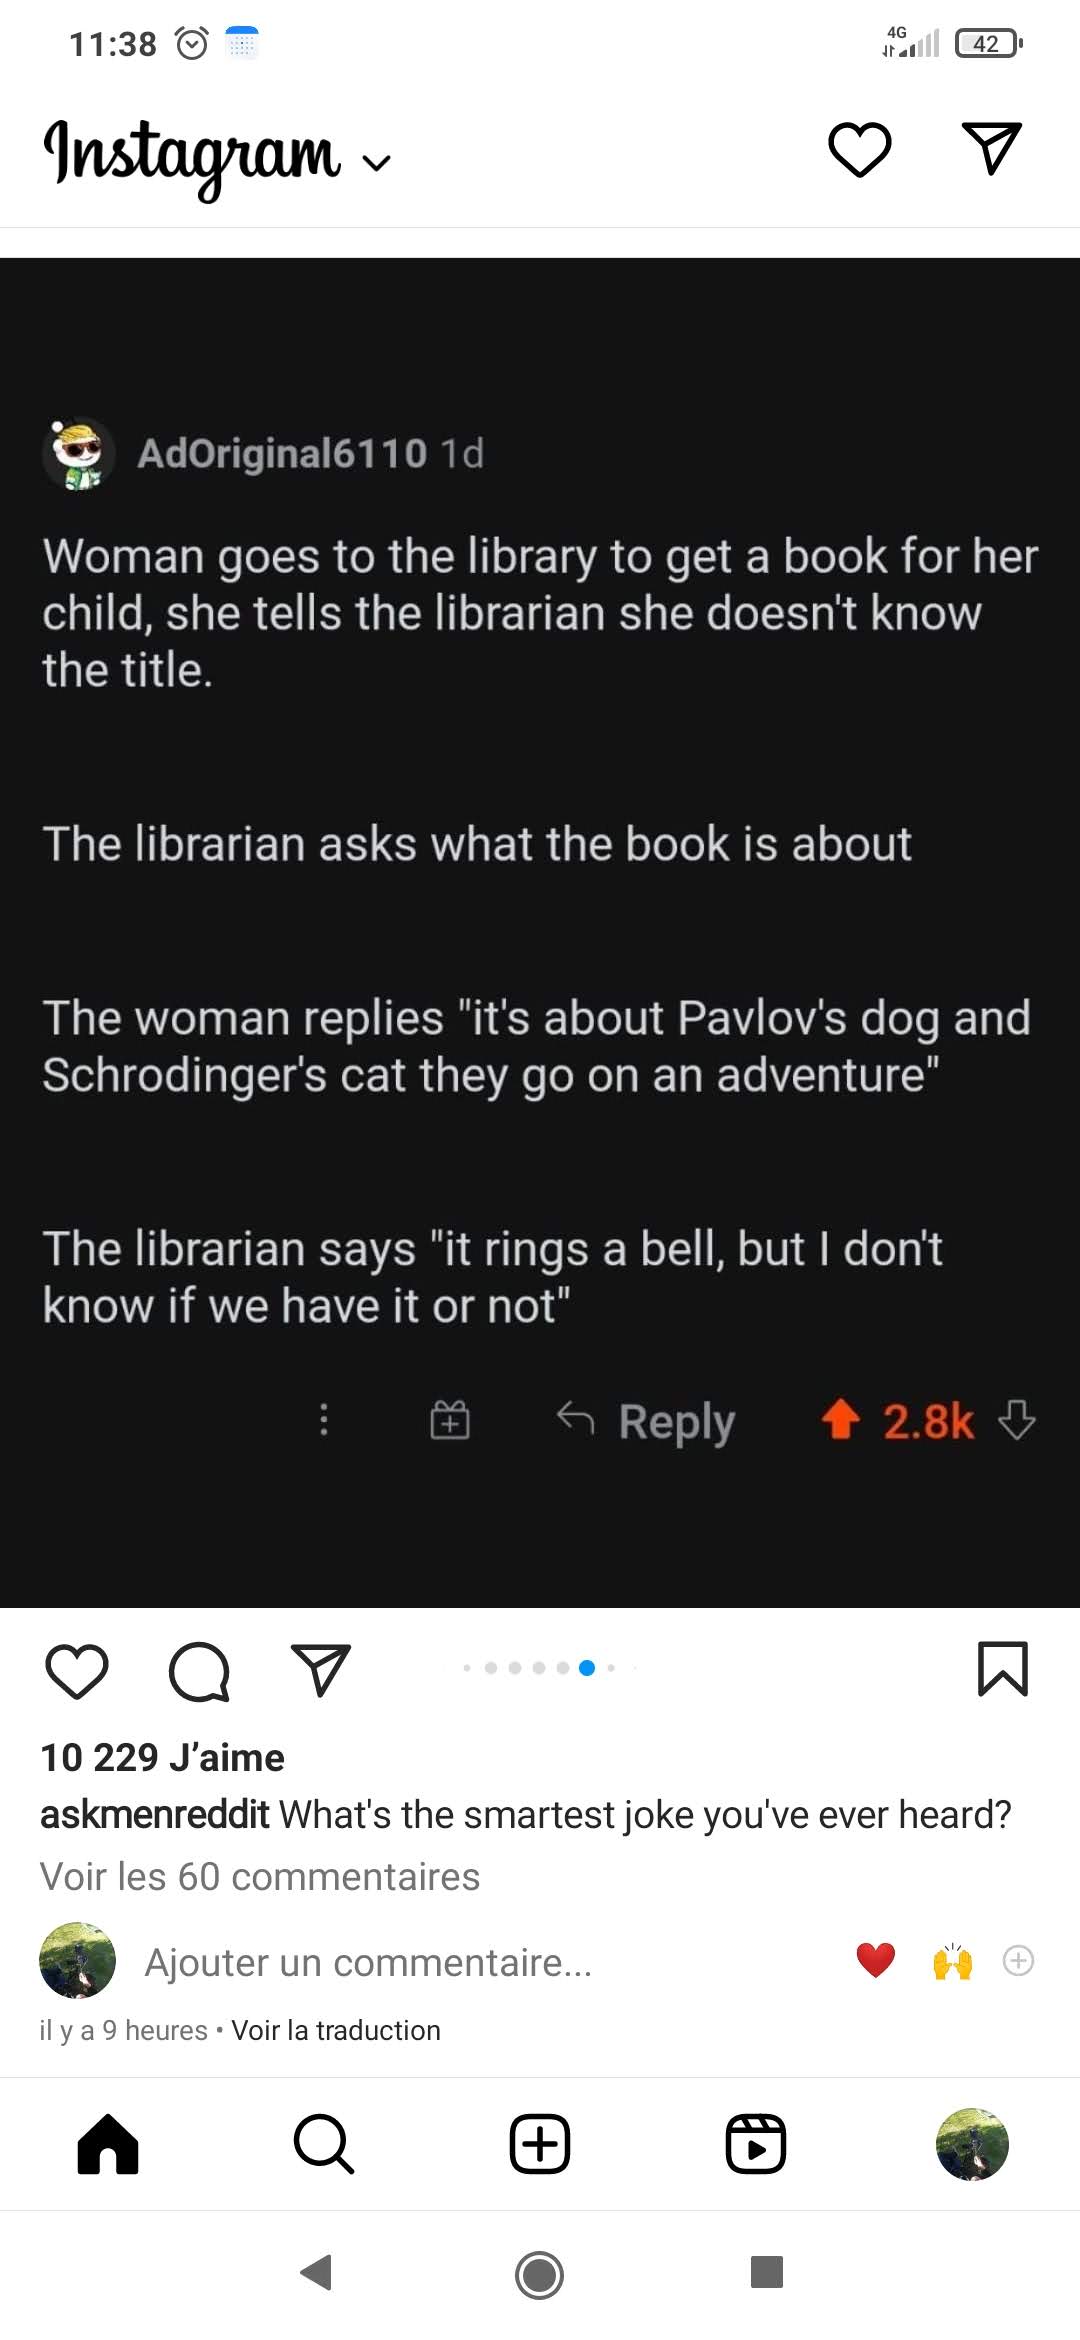 11:38
4G
42
Instagram
AdOriginal6110 1d
Woman goes to the library to get a book for her
child, she tells the librarian she doesn't know
the title.
The librarian asks what the book is about
The woman replies "it's about Pavlov's dog and
Schrodinger's cat they go on an adventure"
The librarian says "it rings a bell, but I don't
know if we have it or not"
Reply 2.8k
10 229 J’aime
askmenreddit What's the smartest joke you've ever heard?
Voir les 60 commentaires
Ajouter un commentaire...
il y a 9 heures • Voir la traduction